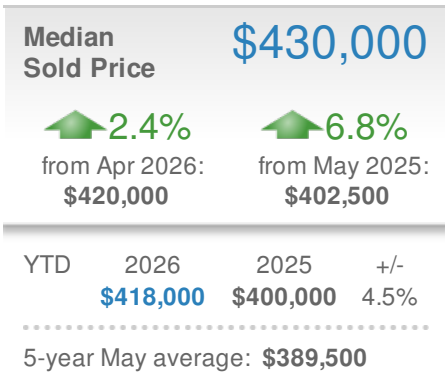 Median
Sold Price
$430,000
2.4%
from Apr 2026:
$420,000
6.8%
from May 2025:
$402,500
YTD 2026 2025 +/-
$418,000 $400,000 4.5%
5-year May average: $389,500